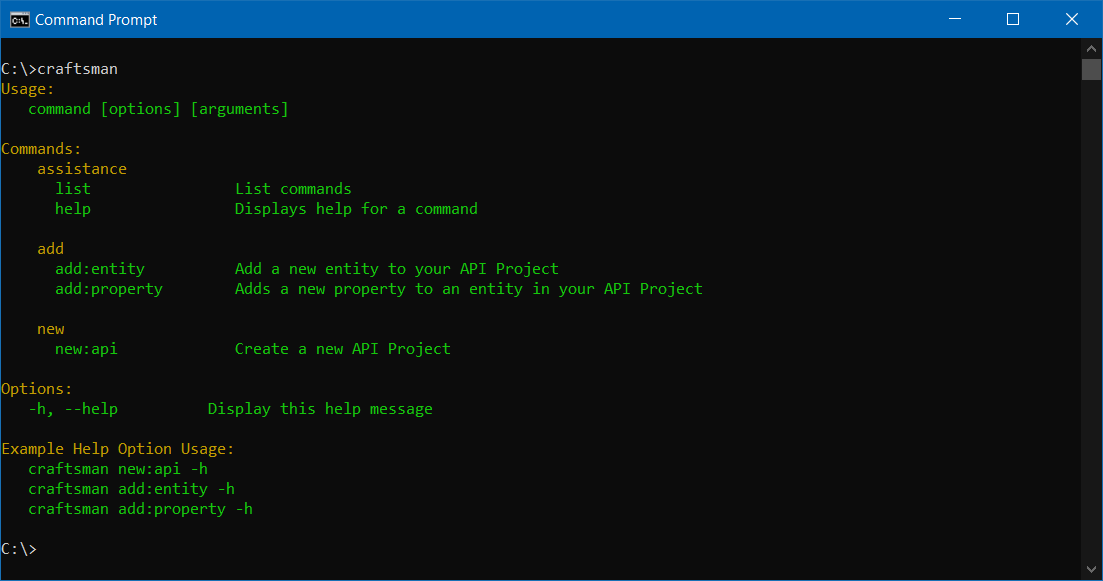 Command Prompt
C:\>craftsman
Usage:
command [options] [arguments]
Commands:
assistance
list List commands
help Displays help for a command
add
add:entity Add a new entity to your API Project
add:property Adds a new property to an entity in your API Project
new
new:api Create a new API Project
Options:
-h, --help Display this help message
Example Help Option Usage:
craftsman new:api -h
craftsman add:entity -h
craftsman add:property -h
C:\>